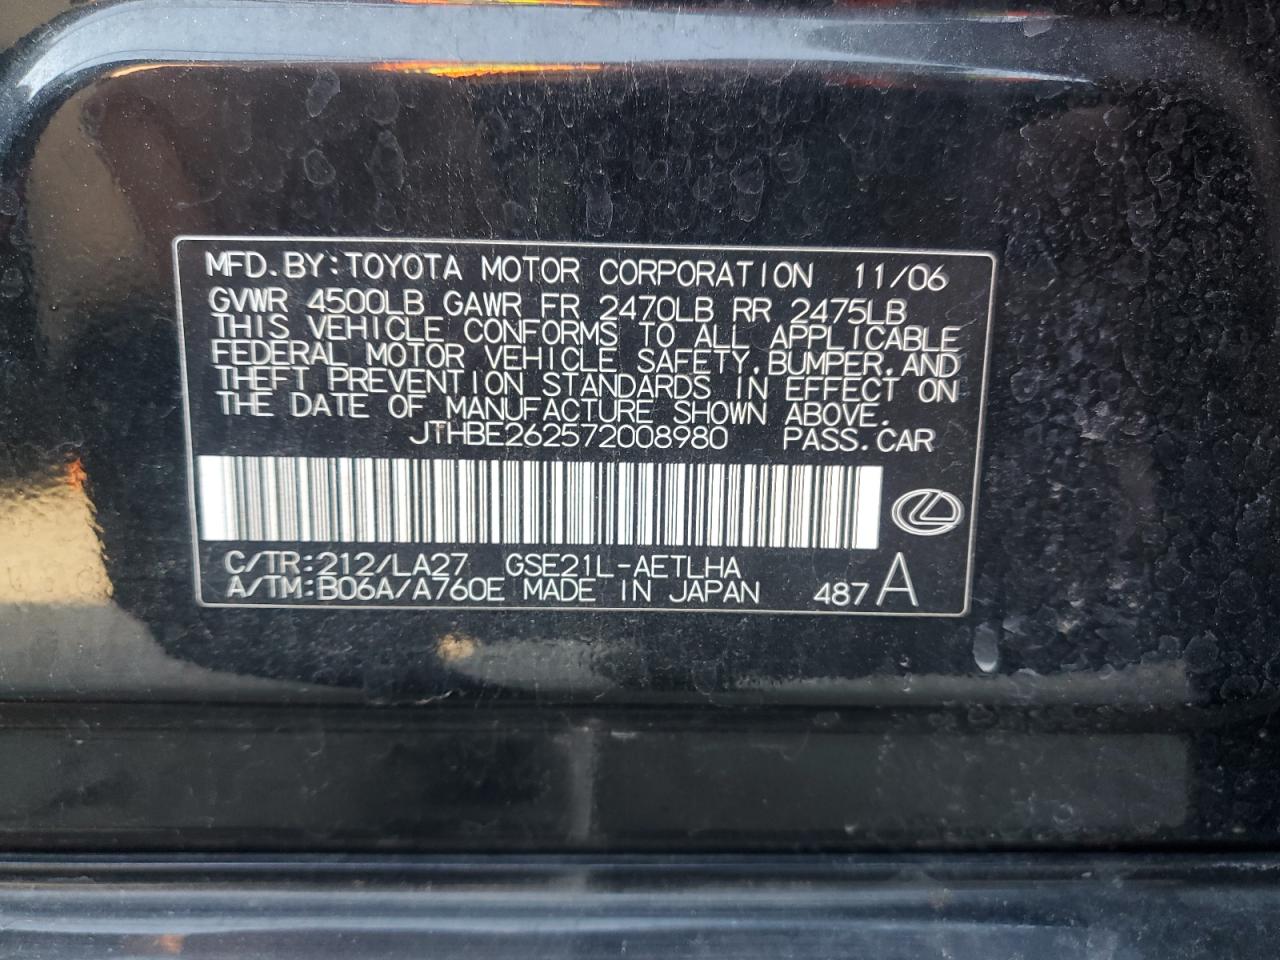 MFD.BY:TOYOTA MOTOR CORPORATION 11/06
GVWR 4500LB GAWR FR 2470LB RR 2475LB
THIS VEHICLE CONFORMS TO ALL APPLICABLE
FEDERAL MOTOR VEHICLE SAFETY,BUMPER,AND
THEFT PREVENTION STANDARDS IN EFFECT ON
THE DATE OF MANUFACTURE SHOWN ABOVE.
JTHBE262572008980 PASS.CAR
C/TR:212/LA27 GSE21L-AETLHA
A/TM:B06A/A760E MADE IN JAPAN 487A